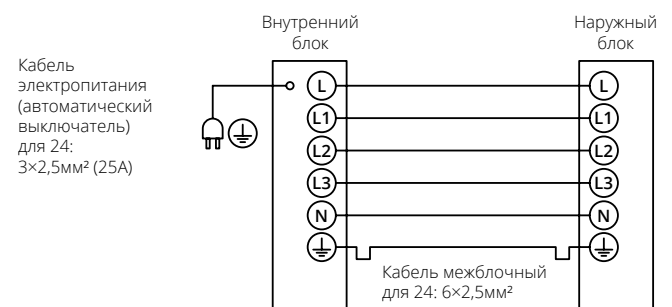 Внутренний
блок
Наружный
блок
Кабель
электропитания
(автоматический
выключатель)
для 24:
3×2,5мм² (25А)
L L
L1 L1
L2 L2
L3 L3
N N
Кабель межблочный
для 24: 6×2,5мм²